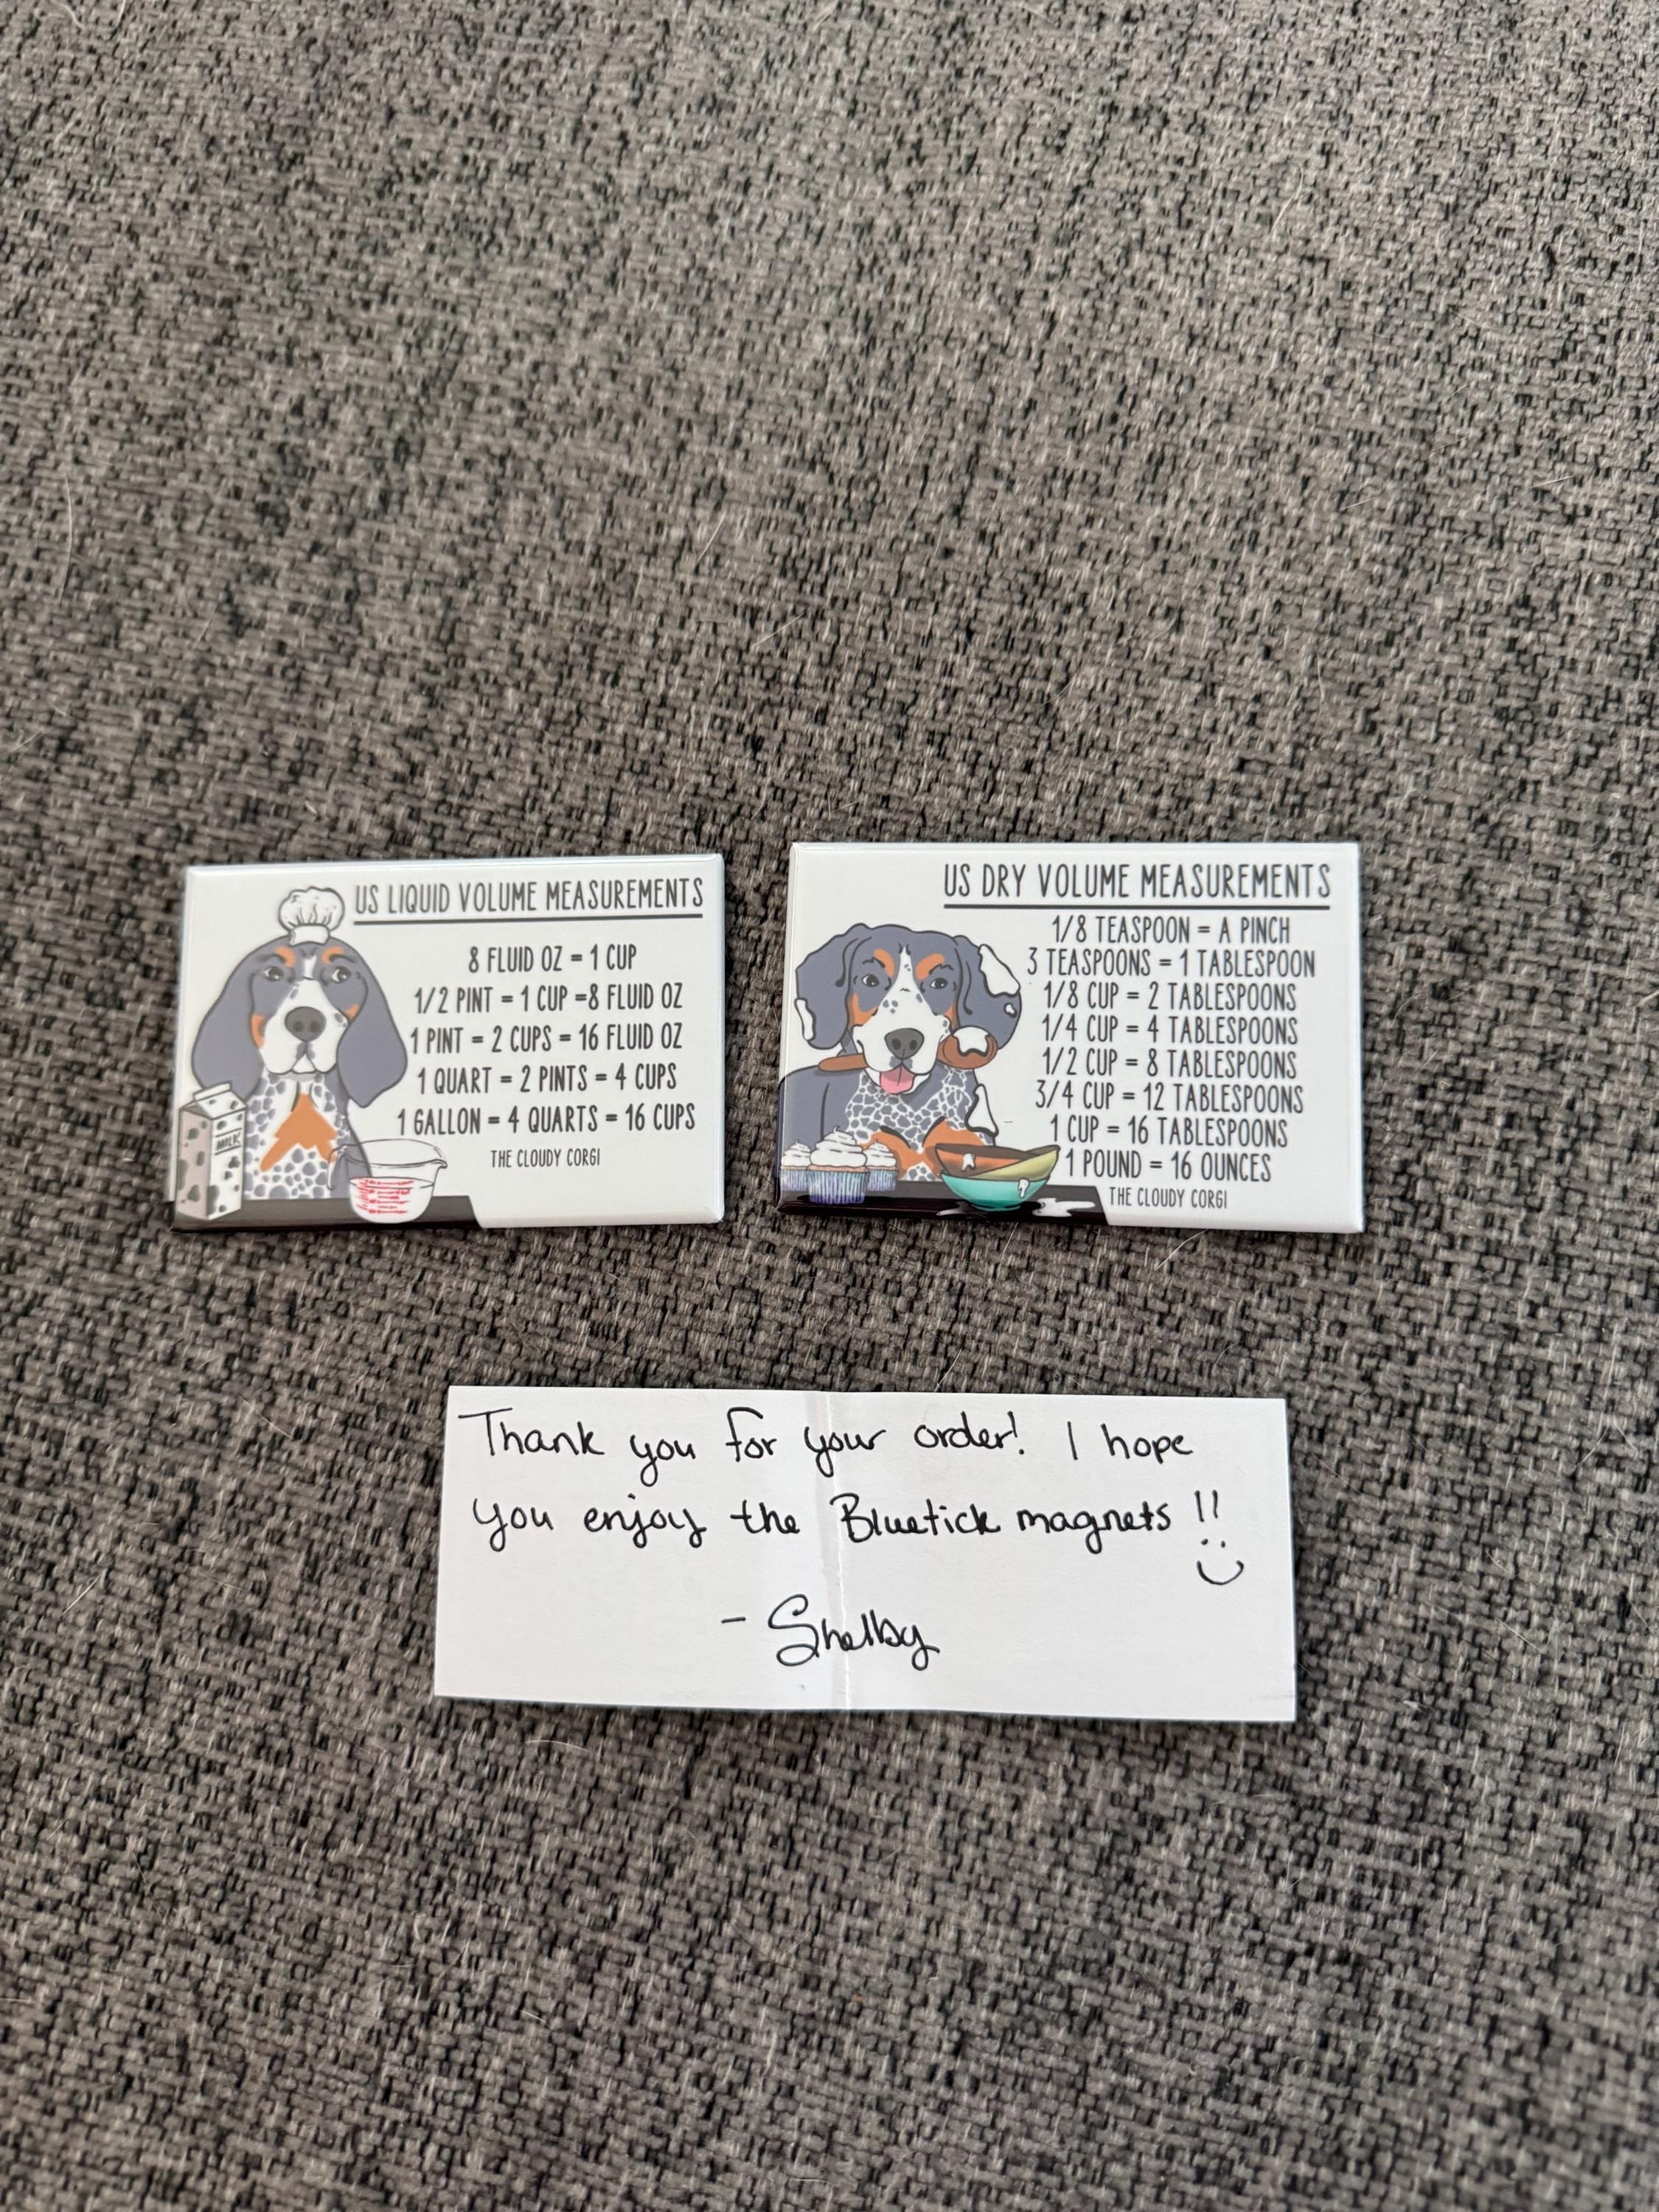 US LIQUID VOLUME MEASUREMENTS
8 FLUID OZ = 1 CUP
1/2 PINT = 1 CUP =8 FLUID OZ
1 PINT = 2 CUPS = 16 FLUID OZ
1 QUART = 2 PINTS = 4 CUPS
1 GALLON = 4 QUARTS = 16 CUPS
THE CLOUDY CORGI
MILK
US DRY VOLUME MEASUREMENTS
1/8 TEASPOON = A PINCH
3 TEASPOONS = 1 TABLESPOON
1/8 CUP = 2 TABLESPOONS
1/4 CUP = 4 TABLESPOONS
1/2 CUP = 8 TABLESPOONS
3/4 CUP = 12 TABLESPOONS
1 CUP = 16 TABLESPOONS
1 POUND = 16 OUNCES
THE CLOUDY CORGI
Thank you for your order! I hope
you enjoy the Bluetick magnets !!
- Shelby